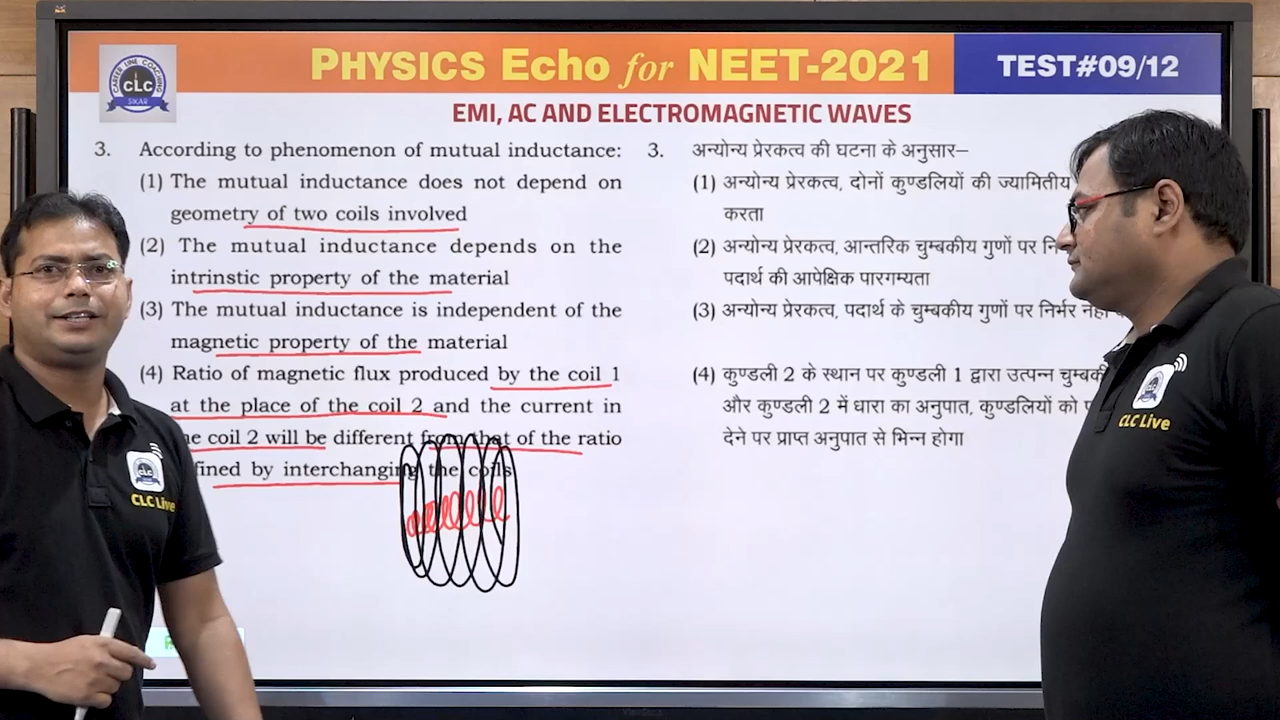 PHYSICS Echo for NEET-2021
TEST#09/12
CAREER LINE COACHING
CLC
SIKAR
EMI, AC AND ELECTROMAGNETIC WAVES
3. According to phenomenon of mutual inductance:
(1) The mutual inductance does not depend on
geometry of two coils involved
(2) The mutual inductance depends on the
intrinstic property of the material
(3) The mutual inductance is independent of the
magnetic property of the material
(4) Ratio of magnetic flux produced by the coil 1
at the place of the coil 2 and the current in
coil 2 will be different from that of the ratio
by interchanging the coils
3. अन्योन्य प्रेरकत्व की घटना के अनुसार–
(1) अन्योन्य प्रेरकत्व, दोनों कुण्डलियों की ज्यामितीय
करता
(2) अन्योन्य प्रेरकत्व, आन्तरिक चुम्बकीय गुणों पर
पदार्थ की आपेक्षिक पारगम्यता
(3) अन्योन्य प्रेरकत्व, पदार्थ के चुम्बकीय गुणों पर निर्भर नहीं
(4) कुण्डली 2 के स्थान पर कुण्डली 1 द्वारा उत्पन्न
और कुण्डली 2 में धारा का अनुपात, कुण्डलियों को
देने पर प्राप्त अनुपात से भिन्न होगा
CLC
CLC Live
CLC Live
ViewSonic